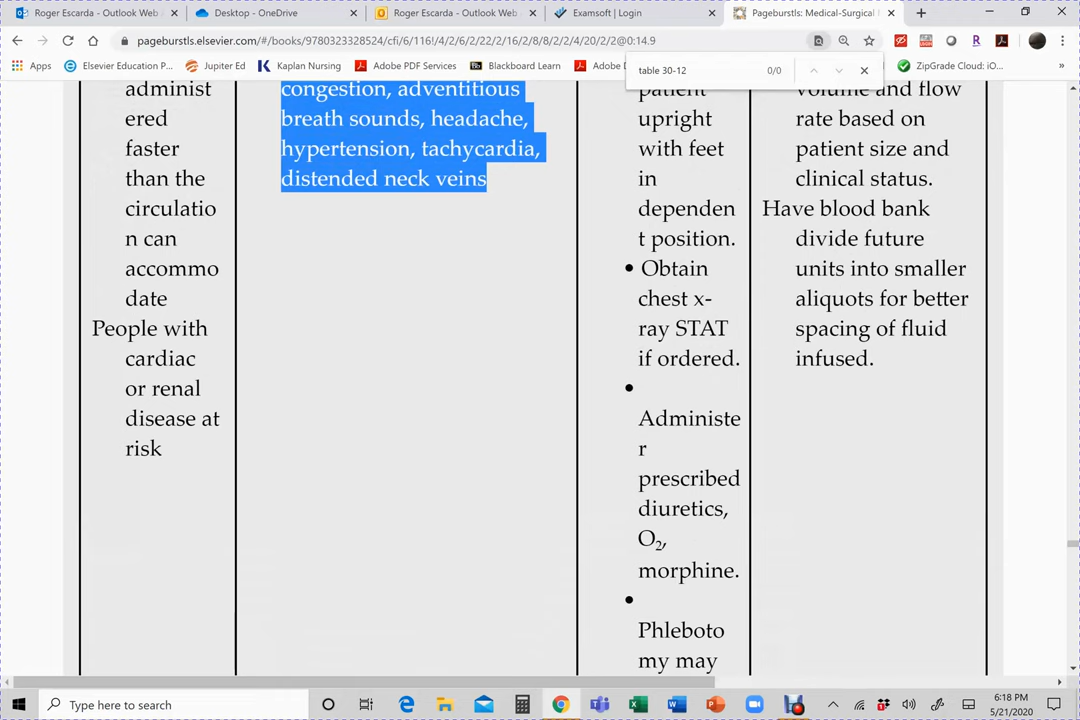 Roger Escarda - Outlook Web
Desktop - OneDrive
Roger Escarda - Outlook Web
Examsoft | Login
Pageburstls: Medical-Surgical
pageburstls.elsevier.com/#/books/9780323328524/cfi/6/116!/4/2/6/2/22/2/16/2/8/8/2/2/4/20/2/2@0:14.9
Apps
Elsevier Education P...
Jupiter Ed
Kaplan Nursing
Adobe PDF Services
Blackboard Learn
Adobe D
ZipGrade Cloud: iO...
table 30-12
0/0
administ
ered
faster
than the
circulatio
n can
accommo
date
People with
cardiac
or renal
disease at
risk
congestion, adventitious
breath sounds, headache,
hypertension, tachycardia,
distended neck veins
patient
upright
with feet
in
dependen
t position.
• Obtain
chest x-
ray STAT
if ordered.
•
Administe
r
prescribed
diuretics,
O2,
morphine.
•
Phleboto
my may
volume and flow
rate based on
patient size and
clinical status.
Have blood bank
divide future
units into smaller
aliquots for better
spacing of fluid
infused.
Type here to search
6:18 PM
5/21/2020